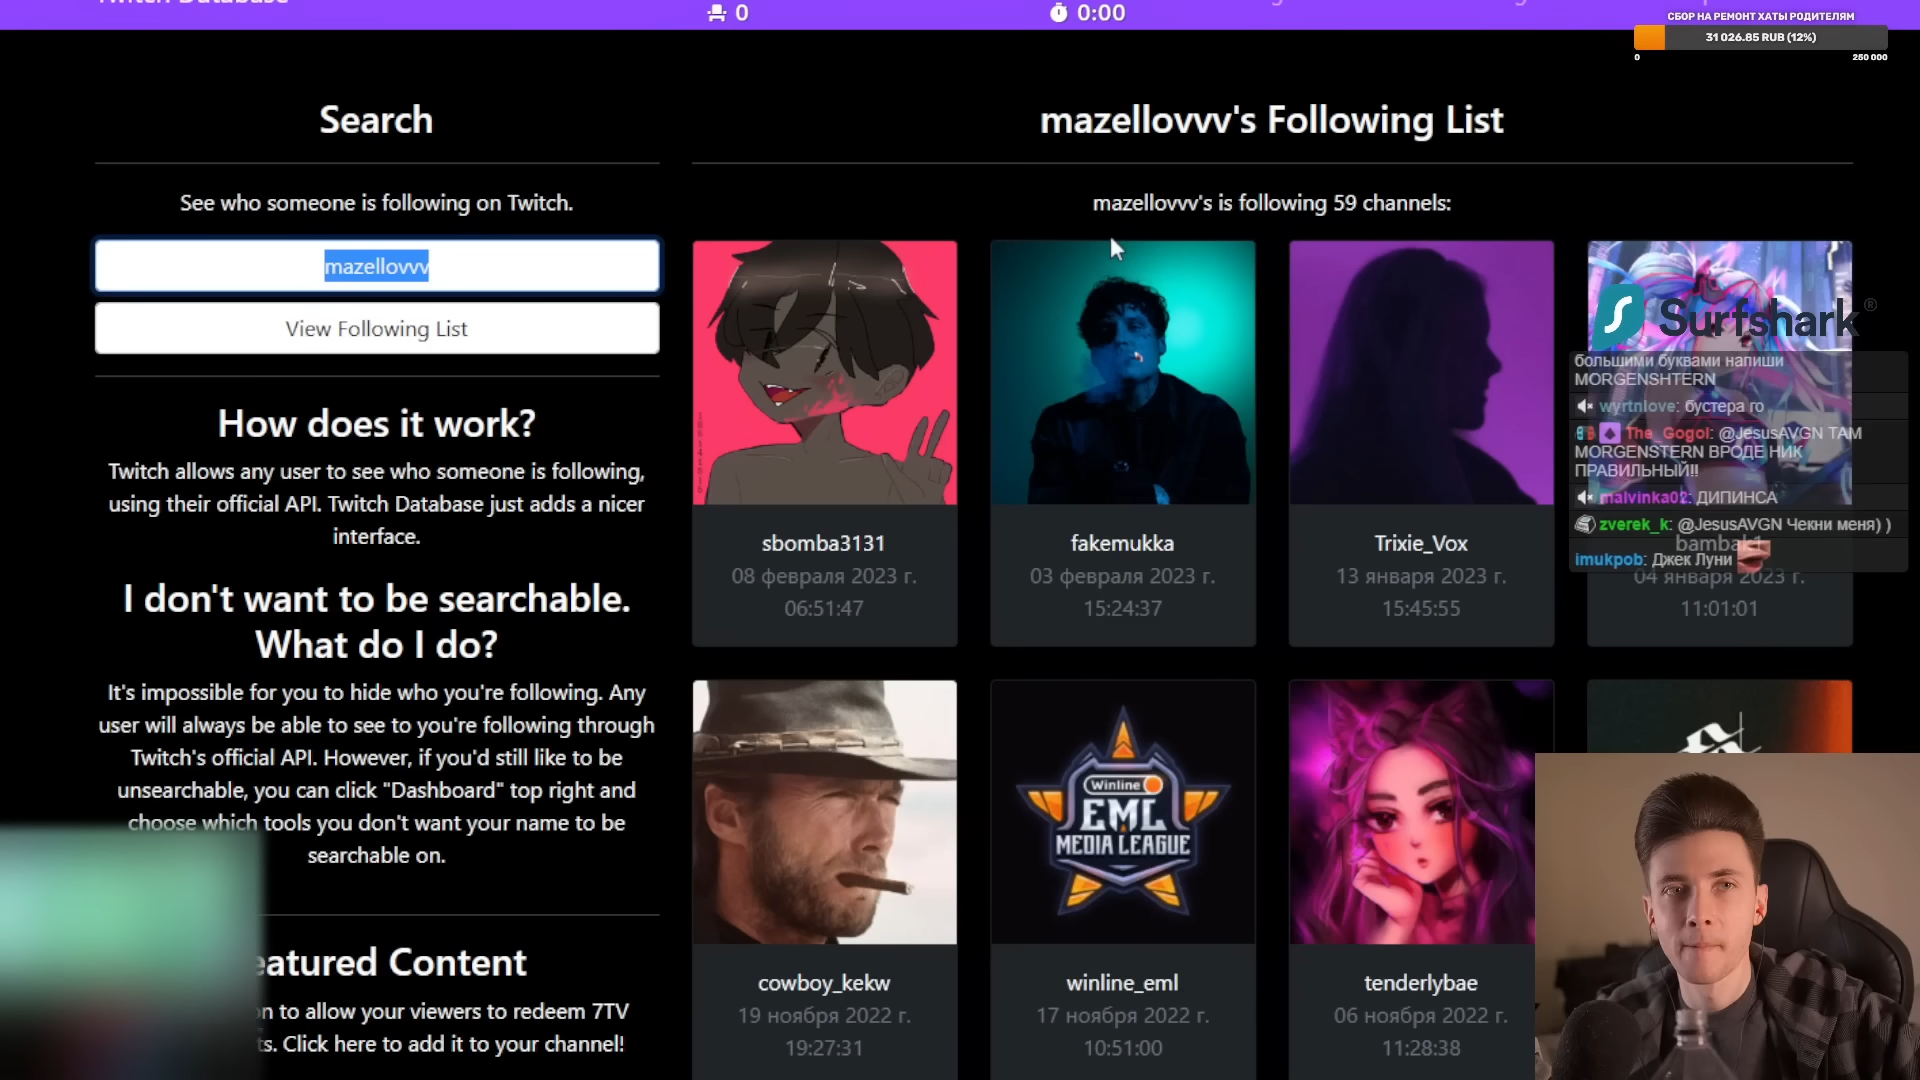 Twitch Database
0
0:00
СБОР НА РЕМОНТ ХАТЫ РОДИТЕЛЯМ
31 026.85 RUB (12%)
0
250 000
Search
See who someone is following on Twitch.
mazellovvv
View Following List
How does it work?
Twitch allows any user to see who someone is following,
using their official API. Twitch Database just adds a nicer
interface.
I don't want to be searchable.
What do I do?
It's impossible for you to hide who you're following. Any
user will always be able to see to you're following through
Twitch's official API. However, if you'd still like to be
unsearchable, you can click "Dashboard" top right and
choose which tools you don't want your name to be
searchable on.
eatured Content
on to allow your viewers to redeem 7TV
ts. Click here to add it to your channel!
mazellovvv's Following List
mazellovvv's is following 59 channels:
sbomba3131
08 февраля 2023 г.
06:51:47
fakemukka
03 февраля 2023 г.
15:24:37
Trixie_Vox
13 января 2023 г.
15:45:55
04 января 2023 г.
11:01:01
Surfshark®
большими буквами напиши
MORGENSHTERN
wyrtnlove: бустера го
The_Gogol: @JesusAVGN ТАМ
MORGENSTERN ВРОДЕ НИК
ПРАВИЛЬНЫЙ!!
malvinka02: ДИПИНСА
zverek_k: @JesusAVGN Чекни меня) )
imukpob: Джек Луни
cowboy_kekw
19 ноября 2022 г.
19:27:31
Winline
EML
MEDIA LEAGUE
winline_eml
17 ноября 2022 г.
10:51:00
tenderlybae
06 ноября 2022 г.
11:28:38